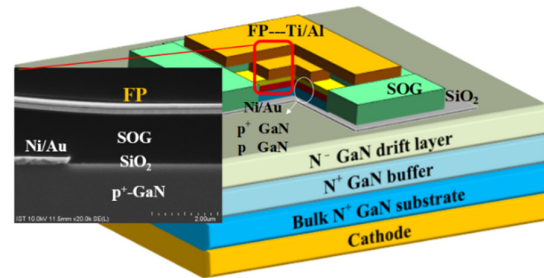 FP---Ti/Al
FP
SOG
Ni/Au
SiO₂
p⁺-GaN
IST 10.0kV 11.5mm x20.0k SE(L)
2.00um
SOG
SiO₂
Ni/Au
p⁺ GaN
p GaN
N⁻ GaN drift layer
N⁺ GaN buffer
Bulk N⁺ GaN substrate
Cathode